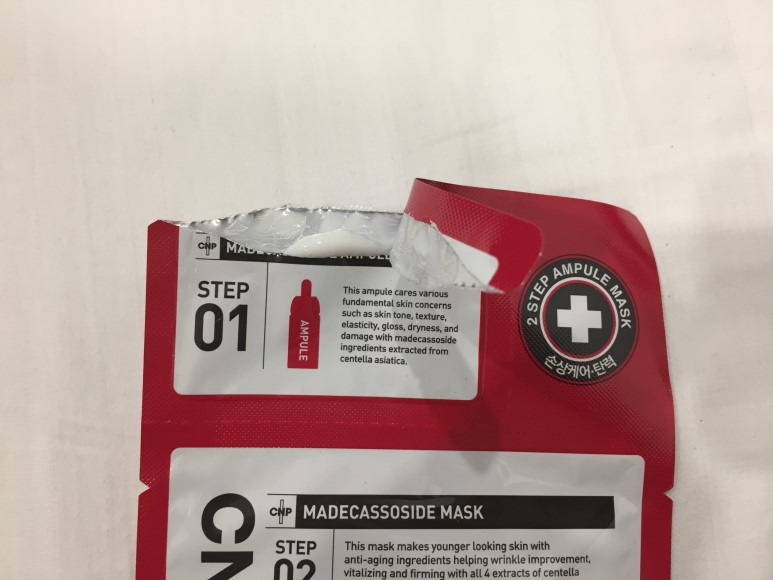 CNP
STEP
01
AMPULE
This ampule cares various
fundamental skin concerns
such as skin tone, texture,
elasticity, gloss, dryness, and
damage with madecassoside
ingredients extracted from
centella asiatica.
2 STEP AMPULE MASK
손상케어·탄력
CNP MADECASSOSIDE MASK
STEP
02
This mask makes younger looking skin with
anti-aging ingredients helping wrinkle improvement,
vitalizing and firming with all 4 extracts of centella